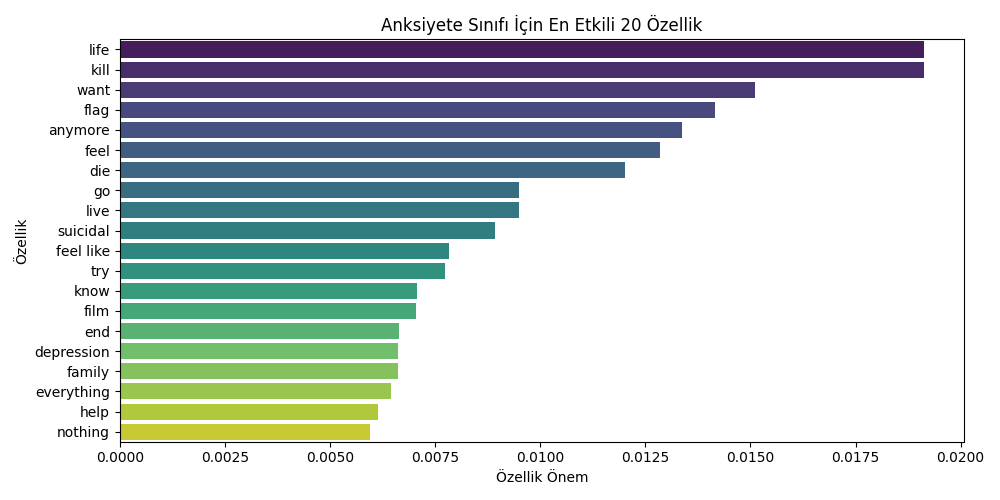 Anksiyete Sınıfı İçin En Etkili 20 Özellik
Özellik
life
kill
want
flag
anymore
feel
die
go
live
suicidal
feel like
try
know
film
end
depression
family
everything
help
nothing
0.0000 0.0025 0.0050 0.0075 0.0100 0.0125 0.0150 0.0175 0.0200
Özellik Önem